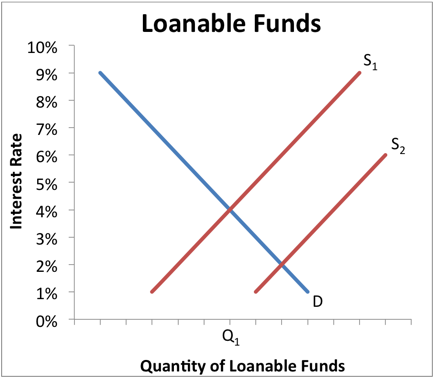 Loanable Funds
10%
9%
8%
7%
6%
5%
4%
3%
2%
1%
0%
Interest Rate
S1
S2
D
Q1
Quantity of Loanable Funds